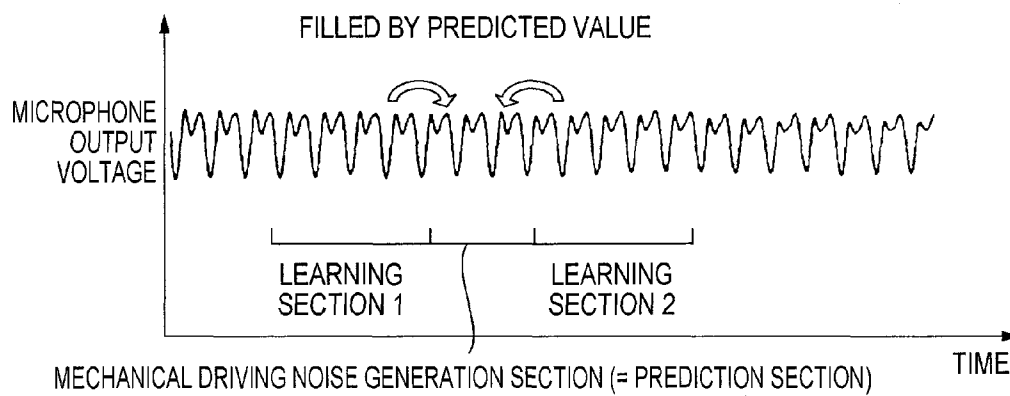 FILLED BY PREDICTED VALUE
MICROPHONE
OUTPUT
VOLTAGE
LEARNING
SECTION 1
LEARNING
SECTION 2
TIME
MECHANICAL DRIVING NOISE GENERATION SECTION (= PREDICTION SECTION)